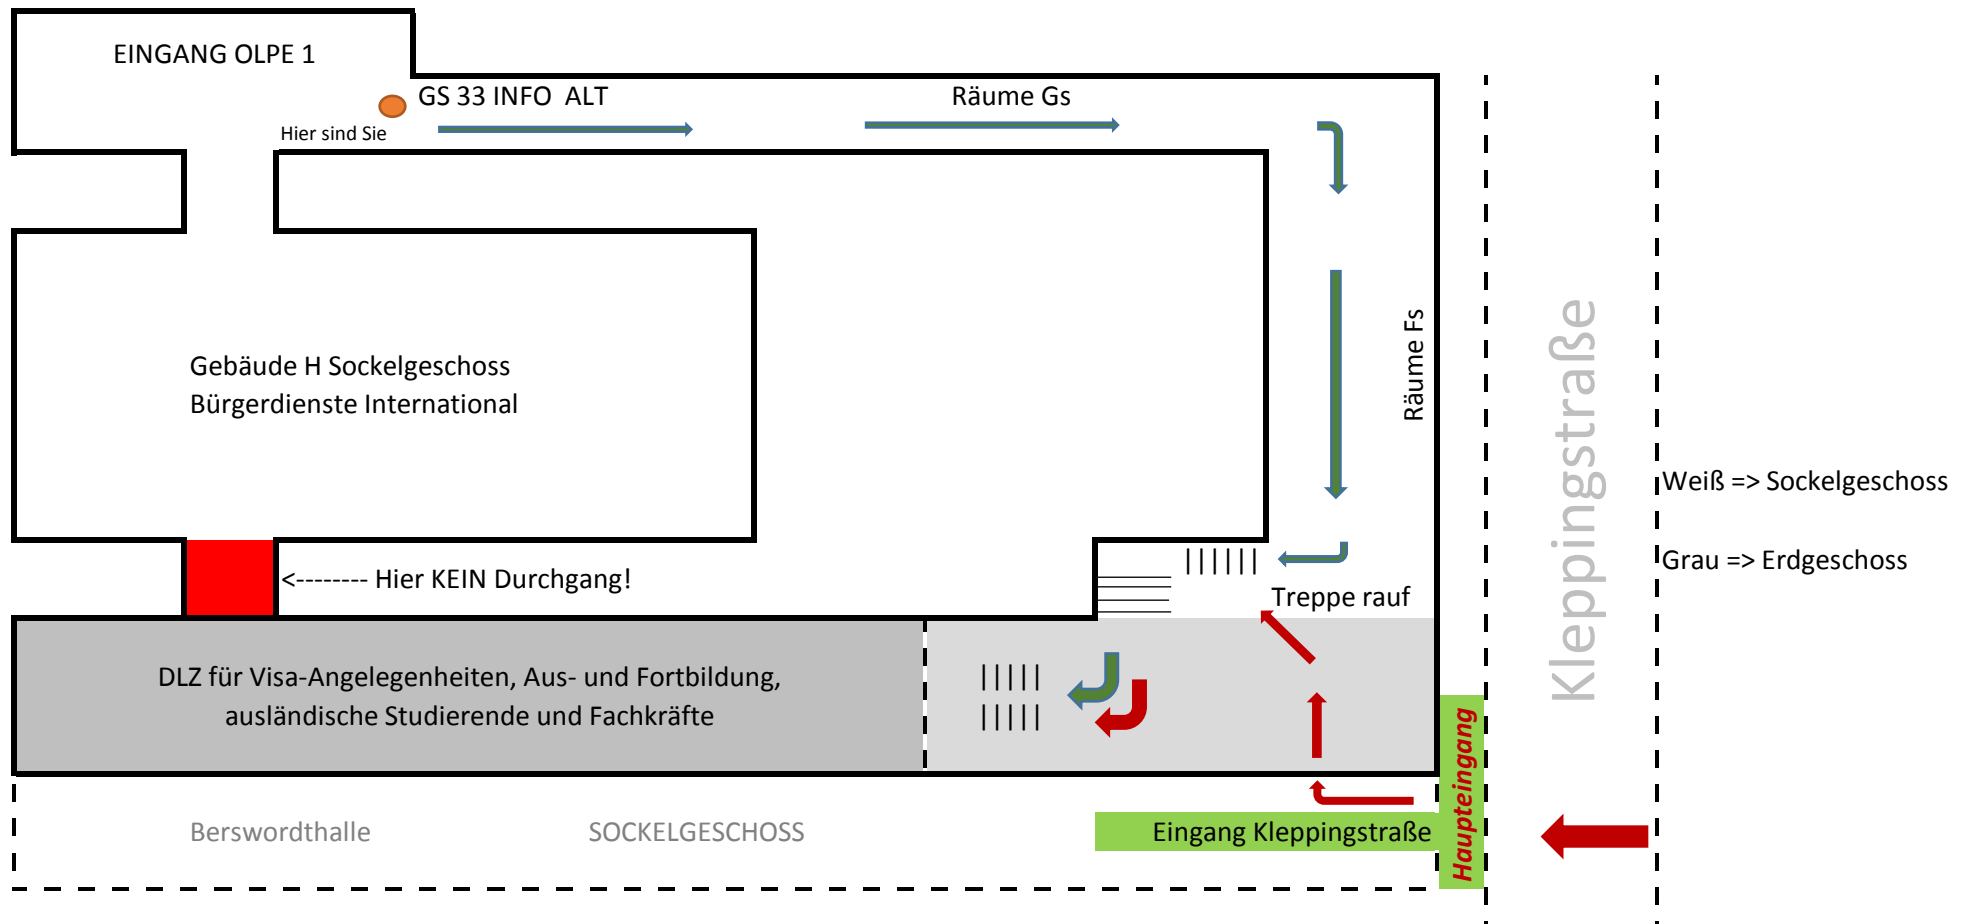 EINGANG OLPE 1
GS 33 INFO  ALT
Räume Gs
Hier sind Sie
Räume Fs
Gebäude H Sockelgeschoss
Bürgerdienste International
Kleppingstraße
Weiß => Sockelgeschoss
Grau => Erdgeschoss
<-------- Hier KEIN Durchgang!
Treppe rauf
DLZ für Visa-Angelegenheiten, Aus- und Fortbildung,
ausländische Studierende und Fachkräfte
Haupteingang
Berswordthalle
SOCKELGESCHOSS
Eingang Kleppingstraße